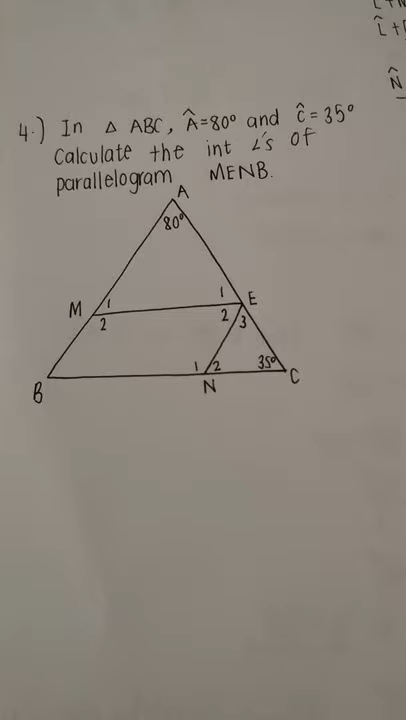 L+N
L̂+
N̂
4.) In △ ABC, Â=80° and ĉ=35°
Calculate the int ∠'s of
parallelogram MENB.
A
80°
M 1 1 E
2 2 3
1 2 35°
B N C